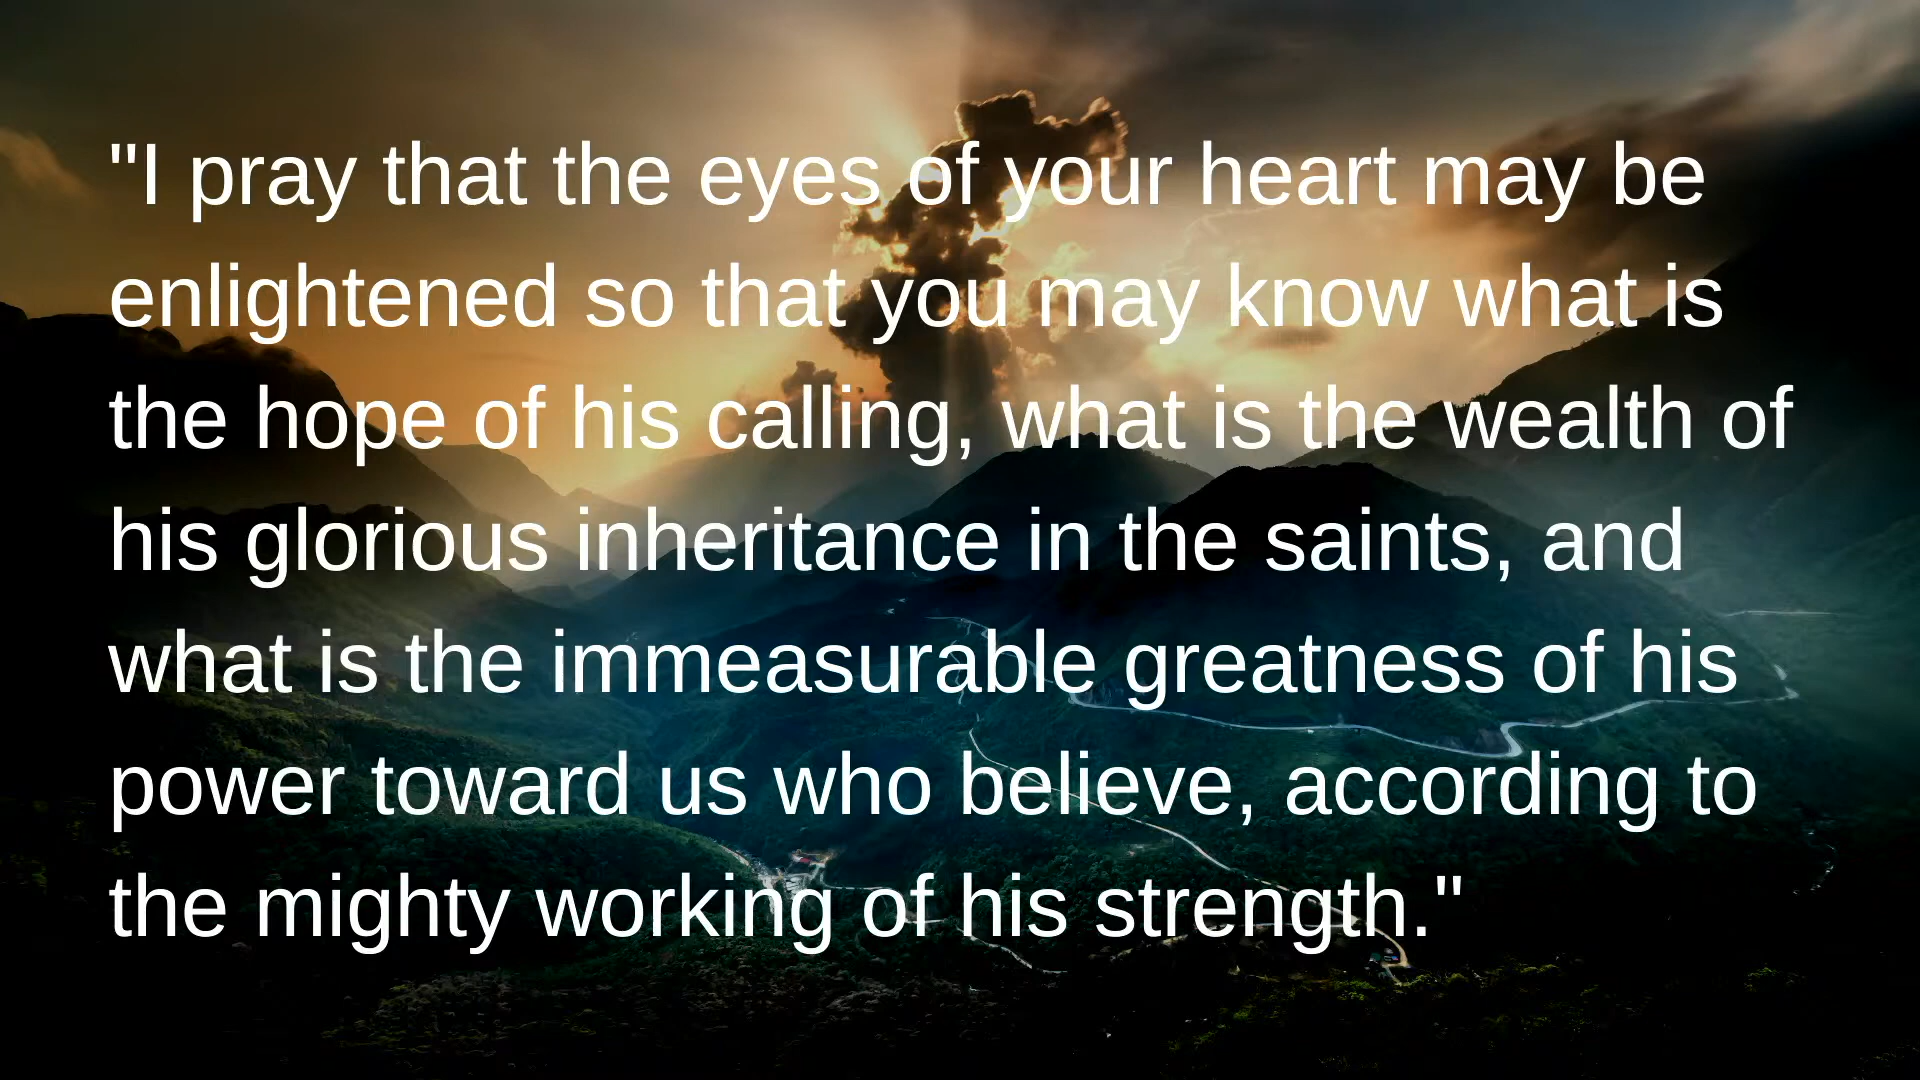 "I pray that the eyes of your heart may be
enlightened so that you may know what is
the hope of his calling, what is the wealth of
his glorious inheritance in the saints, and
what is the immeasurable greatness of his
power toward us who believe, according to
the mighty working of his strength."